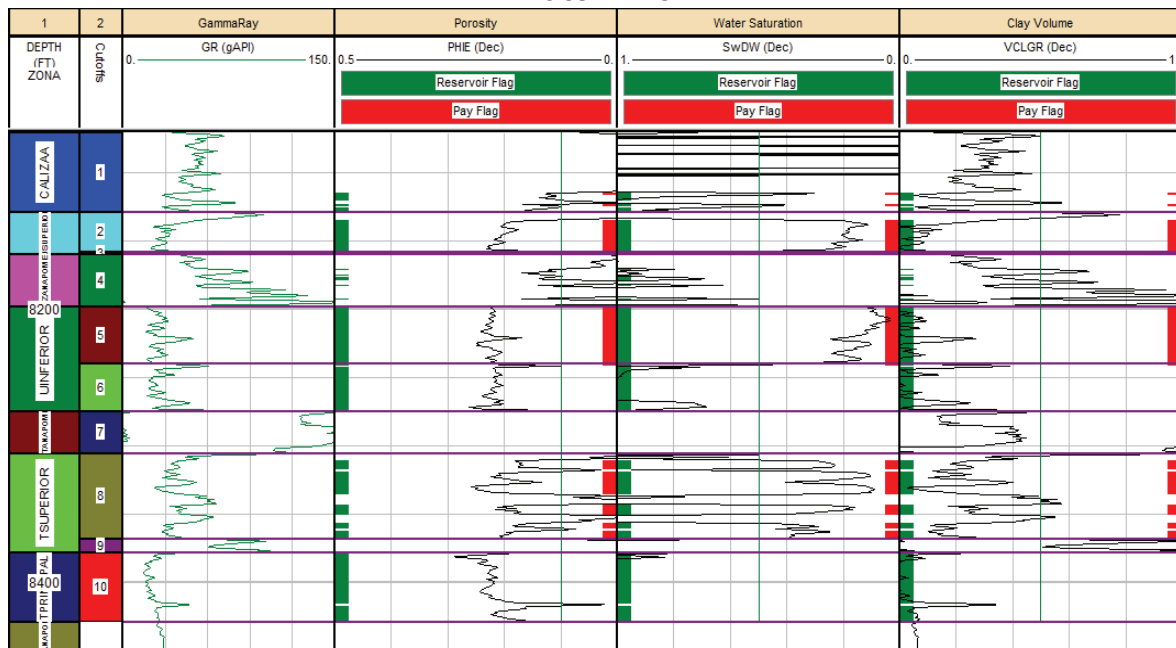 1 2 GammaRay Porosity Water Saturation Clay Volume
DEPTH (FT) ZONA Cutoffs GR (gAPI) PHIE (Dec) SwDW (Dec) VCLGR (Dec)
0. 150. 0.5 0. 1. 0. 0. 1
Reservoir Flag Reservoir Flag Reservoir Flag
Pay Flag Pay Flag Pay Flag
CALIZAA 1
2
3
4
8200
UINFERIOR 5
6
7
TSUPERIOR 8
9
8400 10